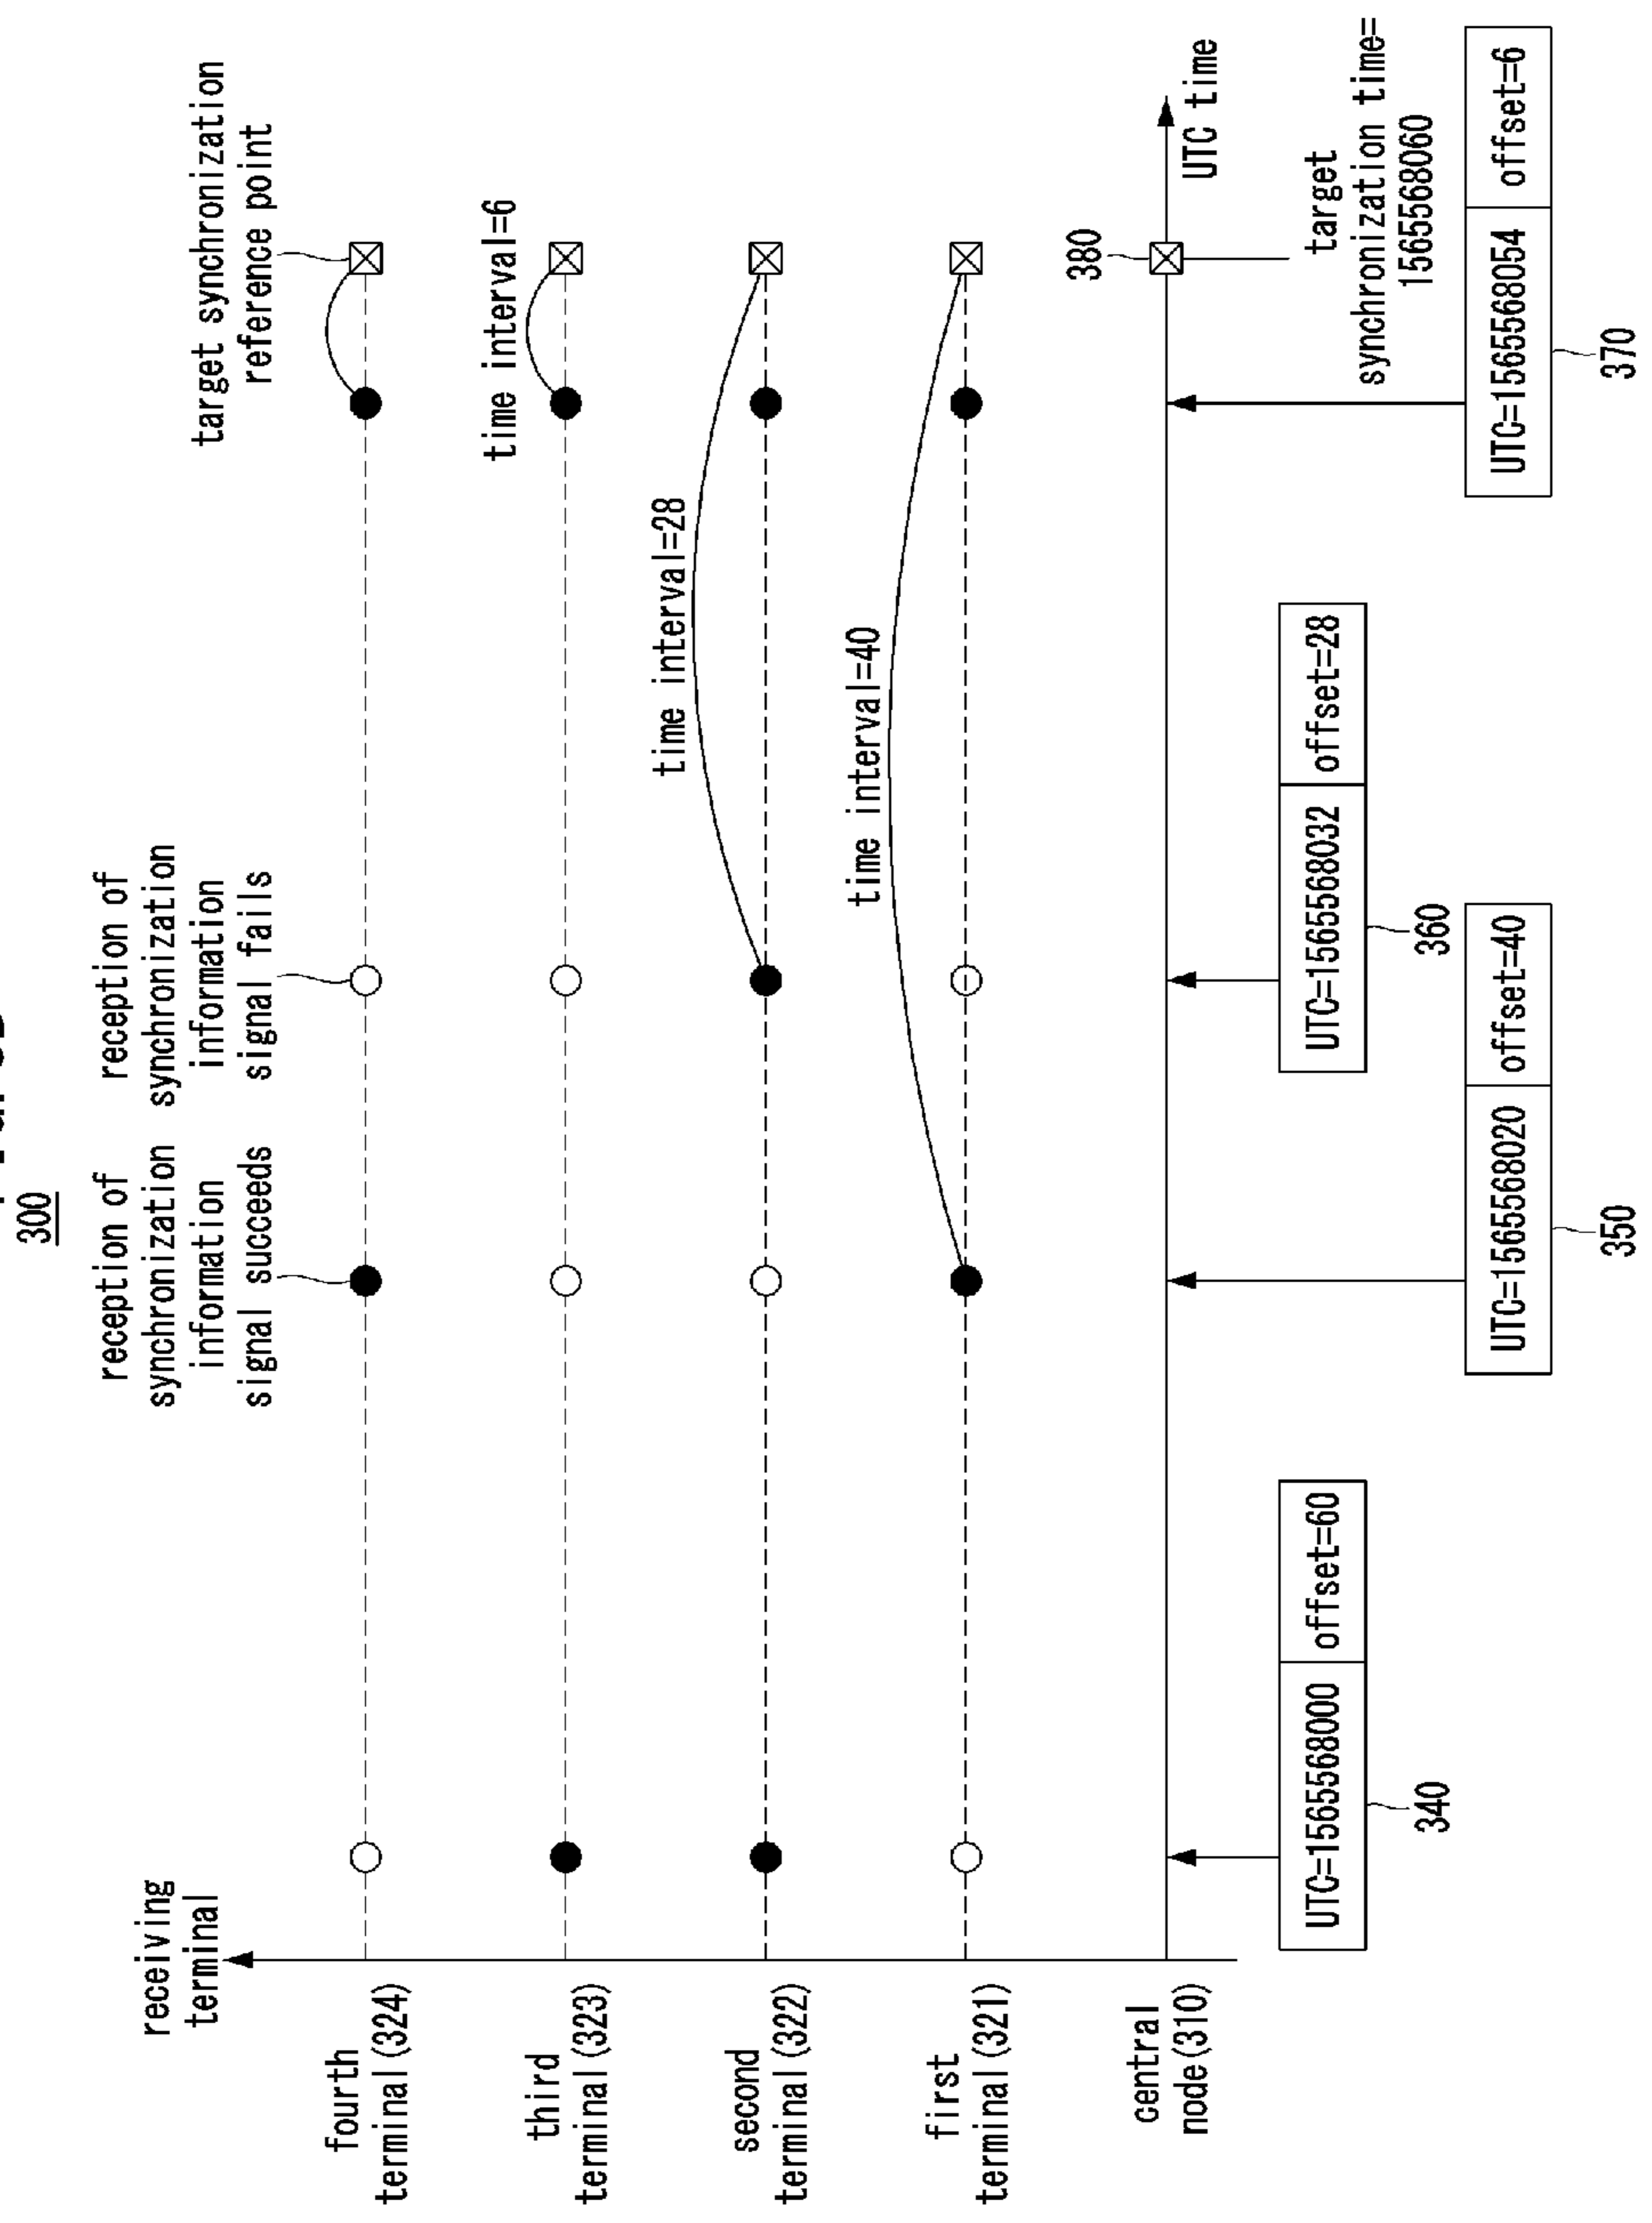 300
receiving
terminal
reception of
synchronization
information
signal succeeds
reception of
synchronization
information
signal fails
target synchronization
reference point
fourth
terminal(324)
third
terminal(323)
time interval=6
second
terminal(322)
time interval=28
first
terminal(321)
time interval=40
central
node(310)
380
UTC time
target
synchronization time=
1565568060
UTC=1565568000 offset=60
340
UTC=1565568020 offset=40
350
UTC=1565568032 offset=28
360
UTC=1565568054 offset=6
370